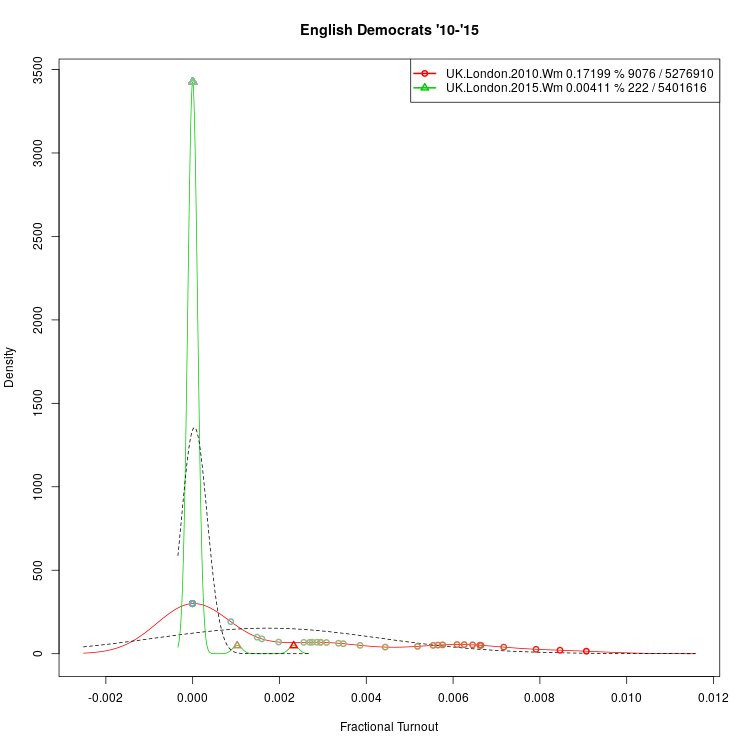 English Democrats '10-'15
UK.London.2010.Wm 0.17199 % 9076 / 5276910
UK.London.2015.Wm 0.00411 % 222 / 5401616
Density
3500
3000
2500
2000
1500
1000
500
0
-0.002 0.000 0.002 0.004 0.006 0.008 0.010 0.012
Fractional Turnout